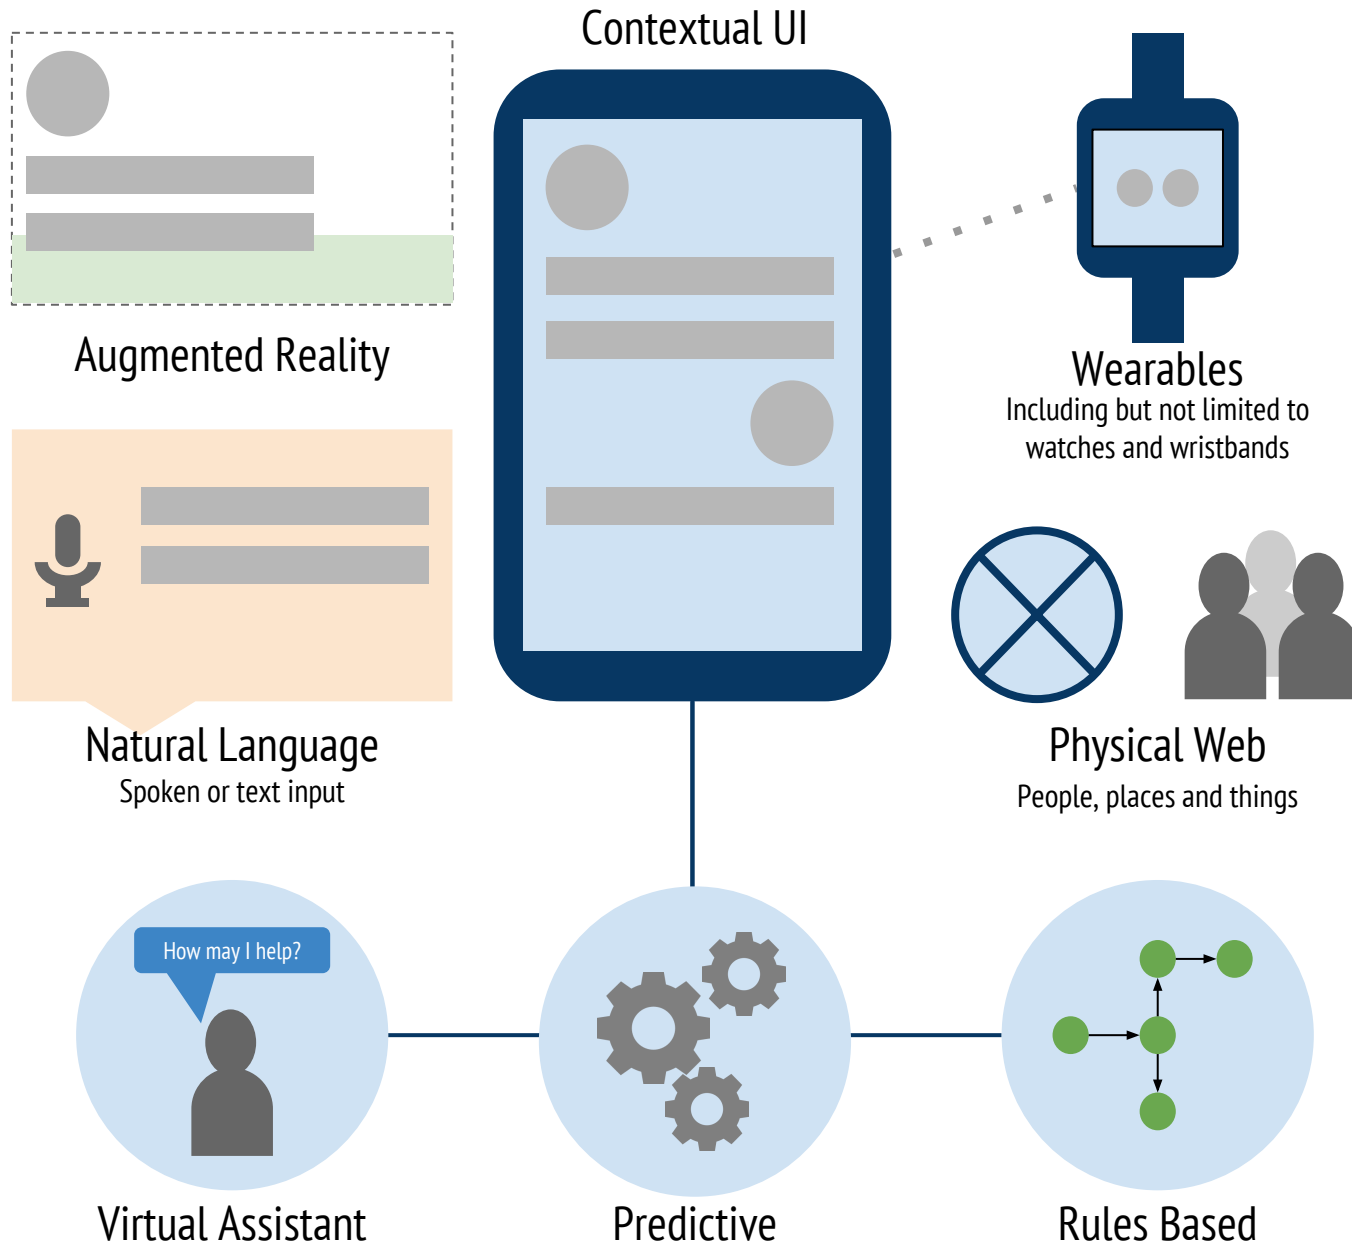 Contextual UI
Augmented Reality
Wearables
Including but not limited to
watches and wristbands
Natural Language
Spoken or text input
Physical Web
People, places and things
How may I help?
Virtual Assistant
Predictive
Rules Based